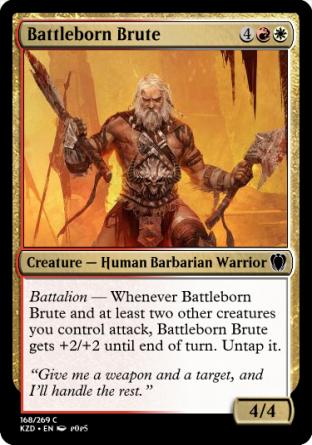 Battleborn Brute 4
Creature — Human Barbarian Warrior
Battalion — Whenever Battleborn
Brute and at least two other creatures
you control attack, Battleborn Brute
gets +2/+2 until end of turn. Untap it.
“Give me a weapon and a target, and
I’ll handle the rest.”
4/4
168/269 C
KZD • EN